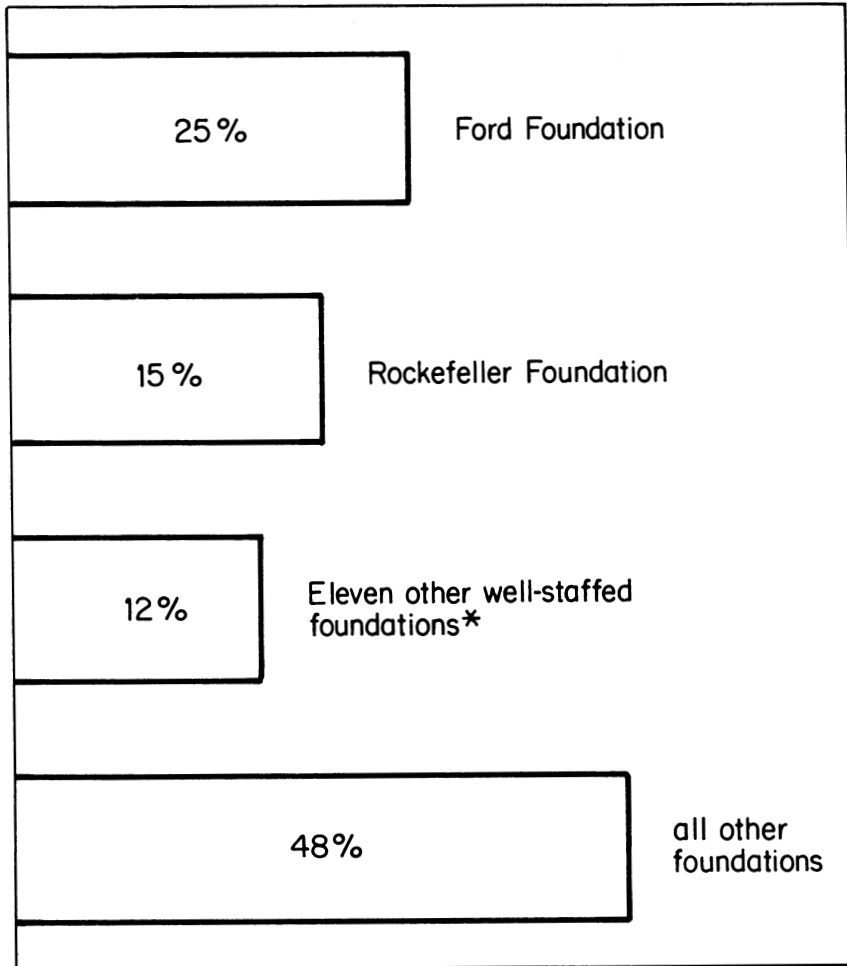 25%
Ford Foundation
15%
Rockefeller Foundation
12%
Eleven other well-staffed
foundations*
48%
all other
foundations